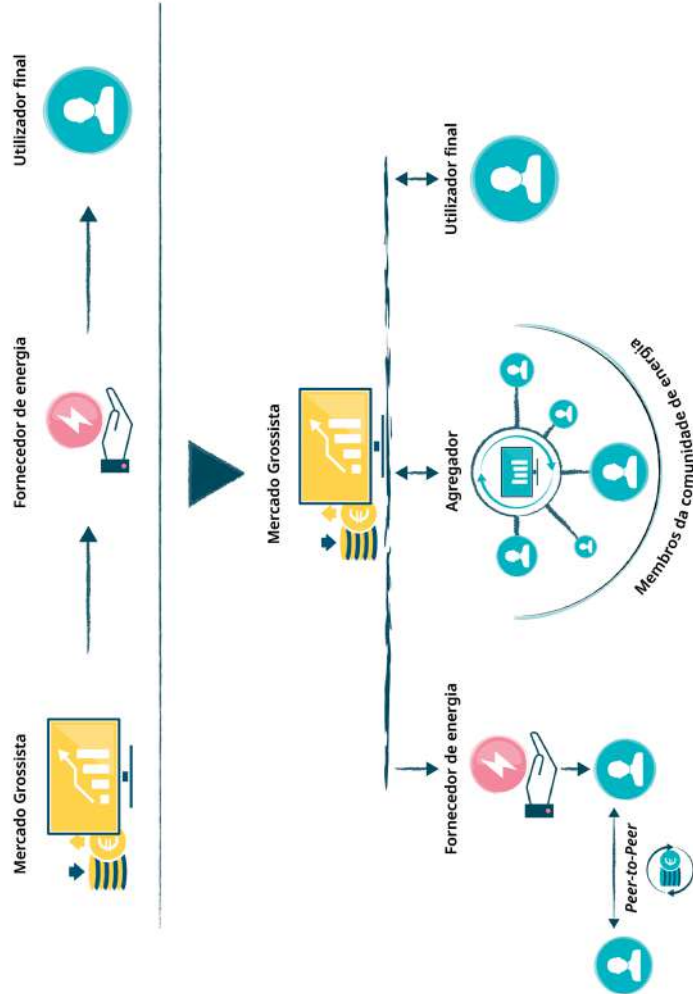 Mercado Grossista
Fornecedor de energia
Utilizador final
Mercado Grossista
Fornecedor de energia
Agregador
Utilizador final
Peer-to-Peer
Membros da comunidade de energia